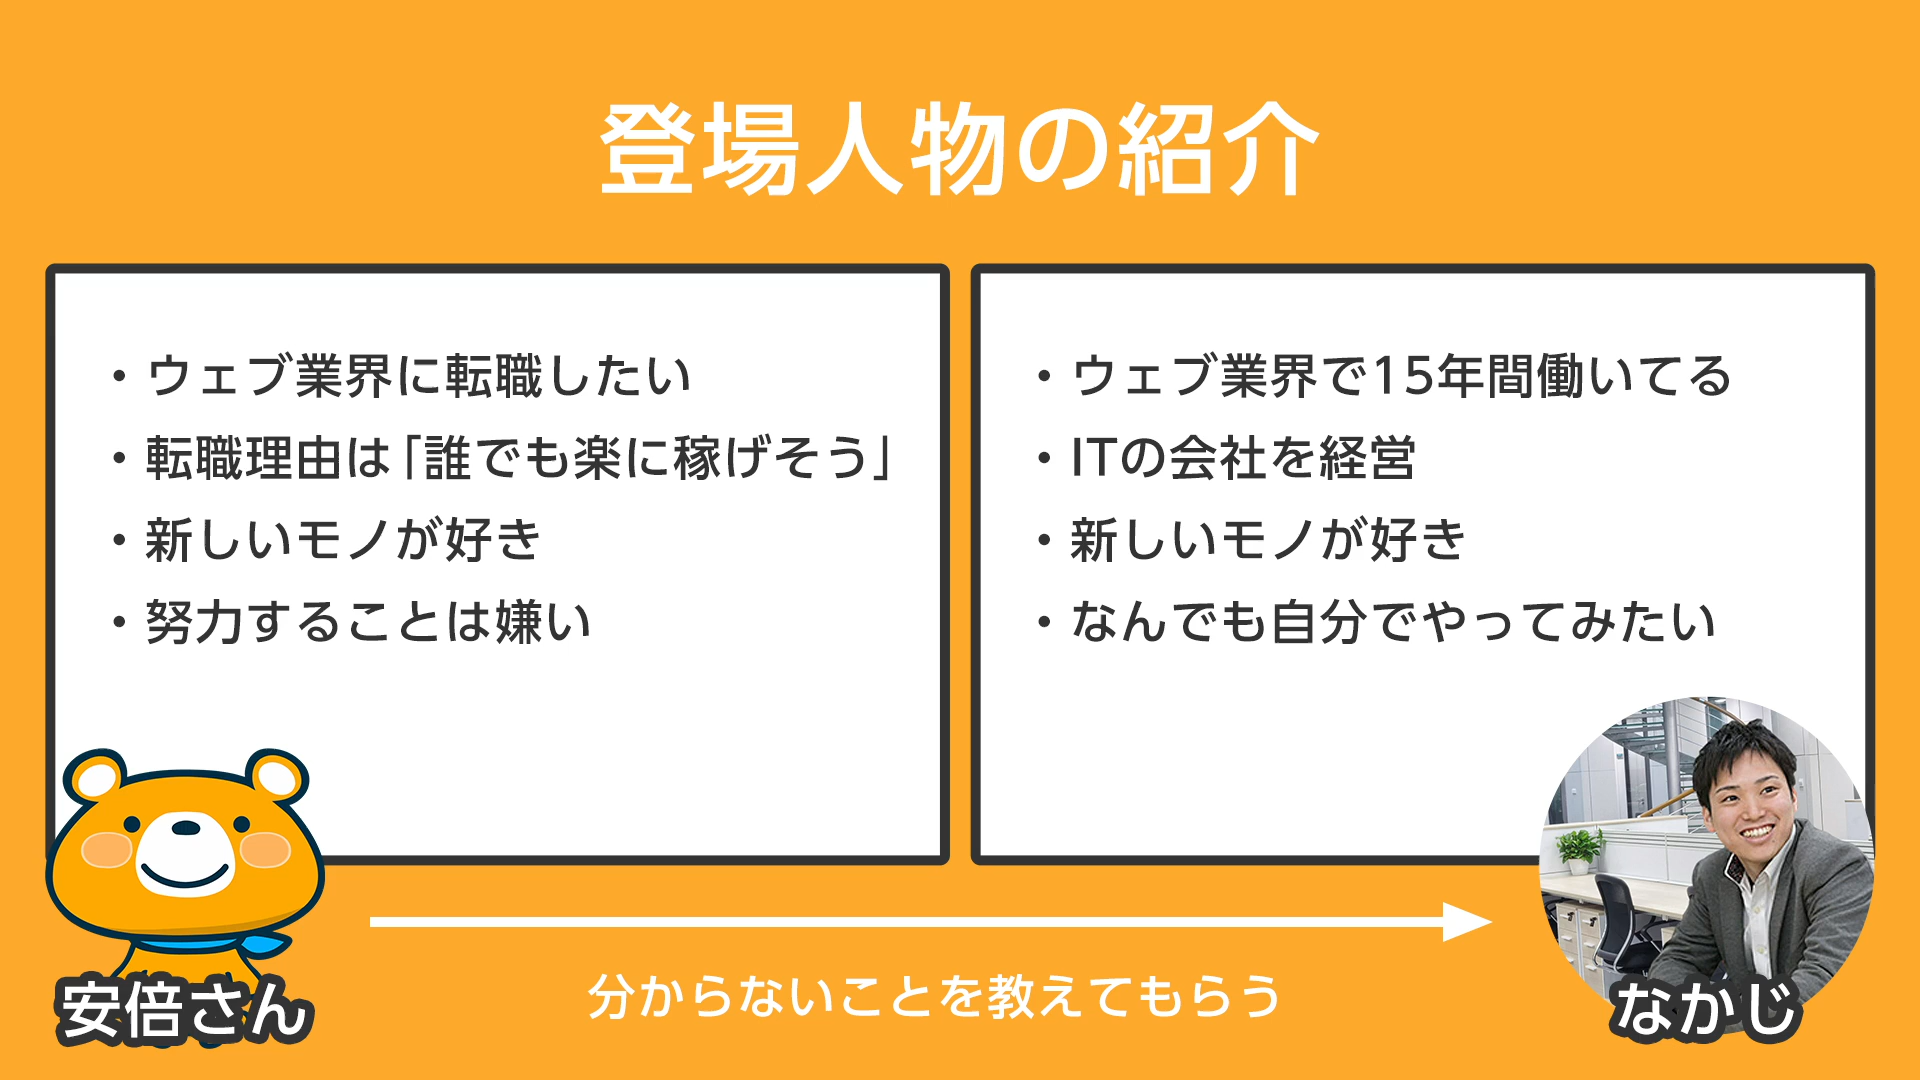 登場人物の紹介
・ウェブ業界に転職したい
・転職理由は「誰でも楽に稼げそう」
・新しいモノが好き
・努力することは嫌い
・ウェブ業界で15年間働いてる
・ITの会社を経営
・新しいモノが好き
・なんでも自分でやってみたい
安倍さん
分からないことを教えてもらう
なかじ